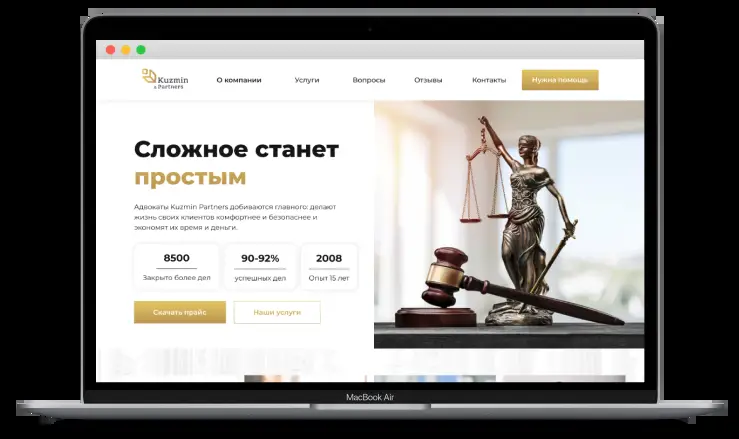 Kuzmin
& Partners
О компании
Услуги
Вопросы
Отзывы
Контакты
Нужна помощь
Сложное станет
простым
Адвокаты Kuzmin Partners добиваются главного: делают
жизнь своих клиентов комфортнее и безопаснее и
экономят их время и деньги.
8500
Закрыто более дел
90-92%
успешных дел
2008
Опыт 15 лет
Скачать прайс
Наши услуги
MacBook Air